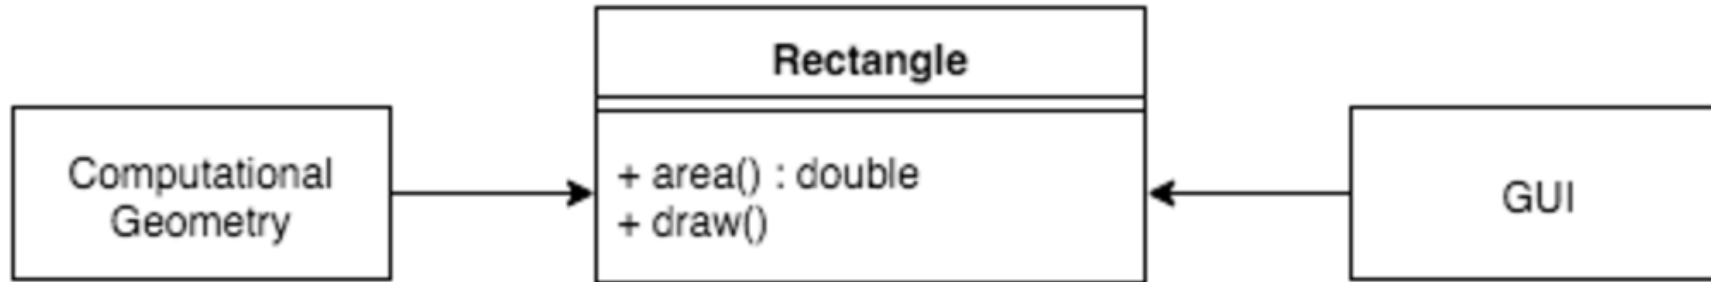 Computational
Geometry
Rectangle
+ area() : double
+ draw()
GUI